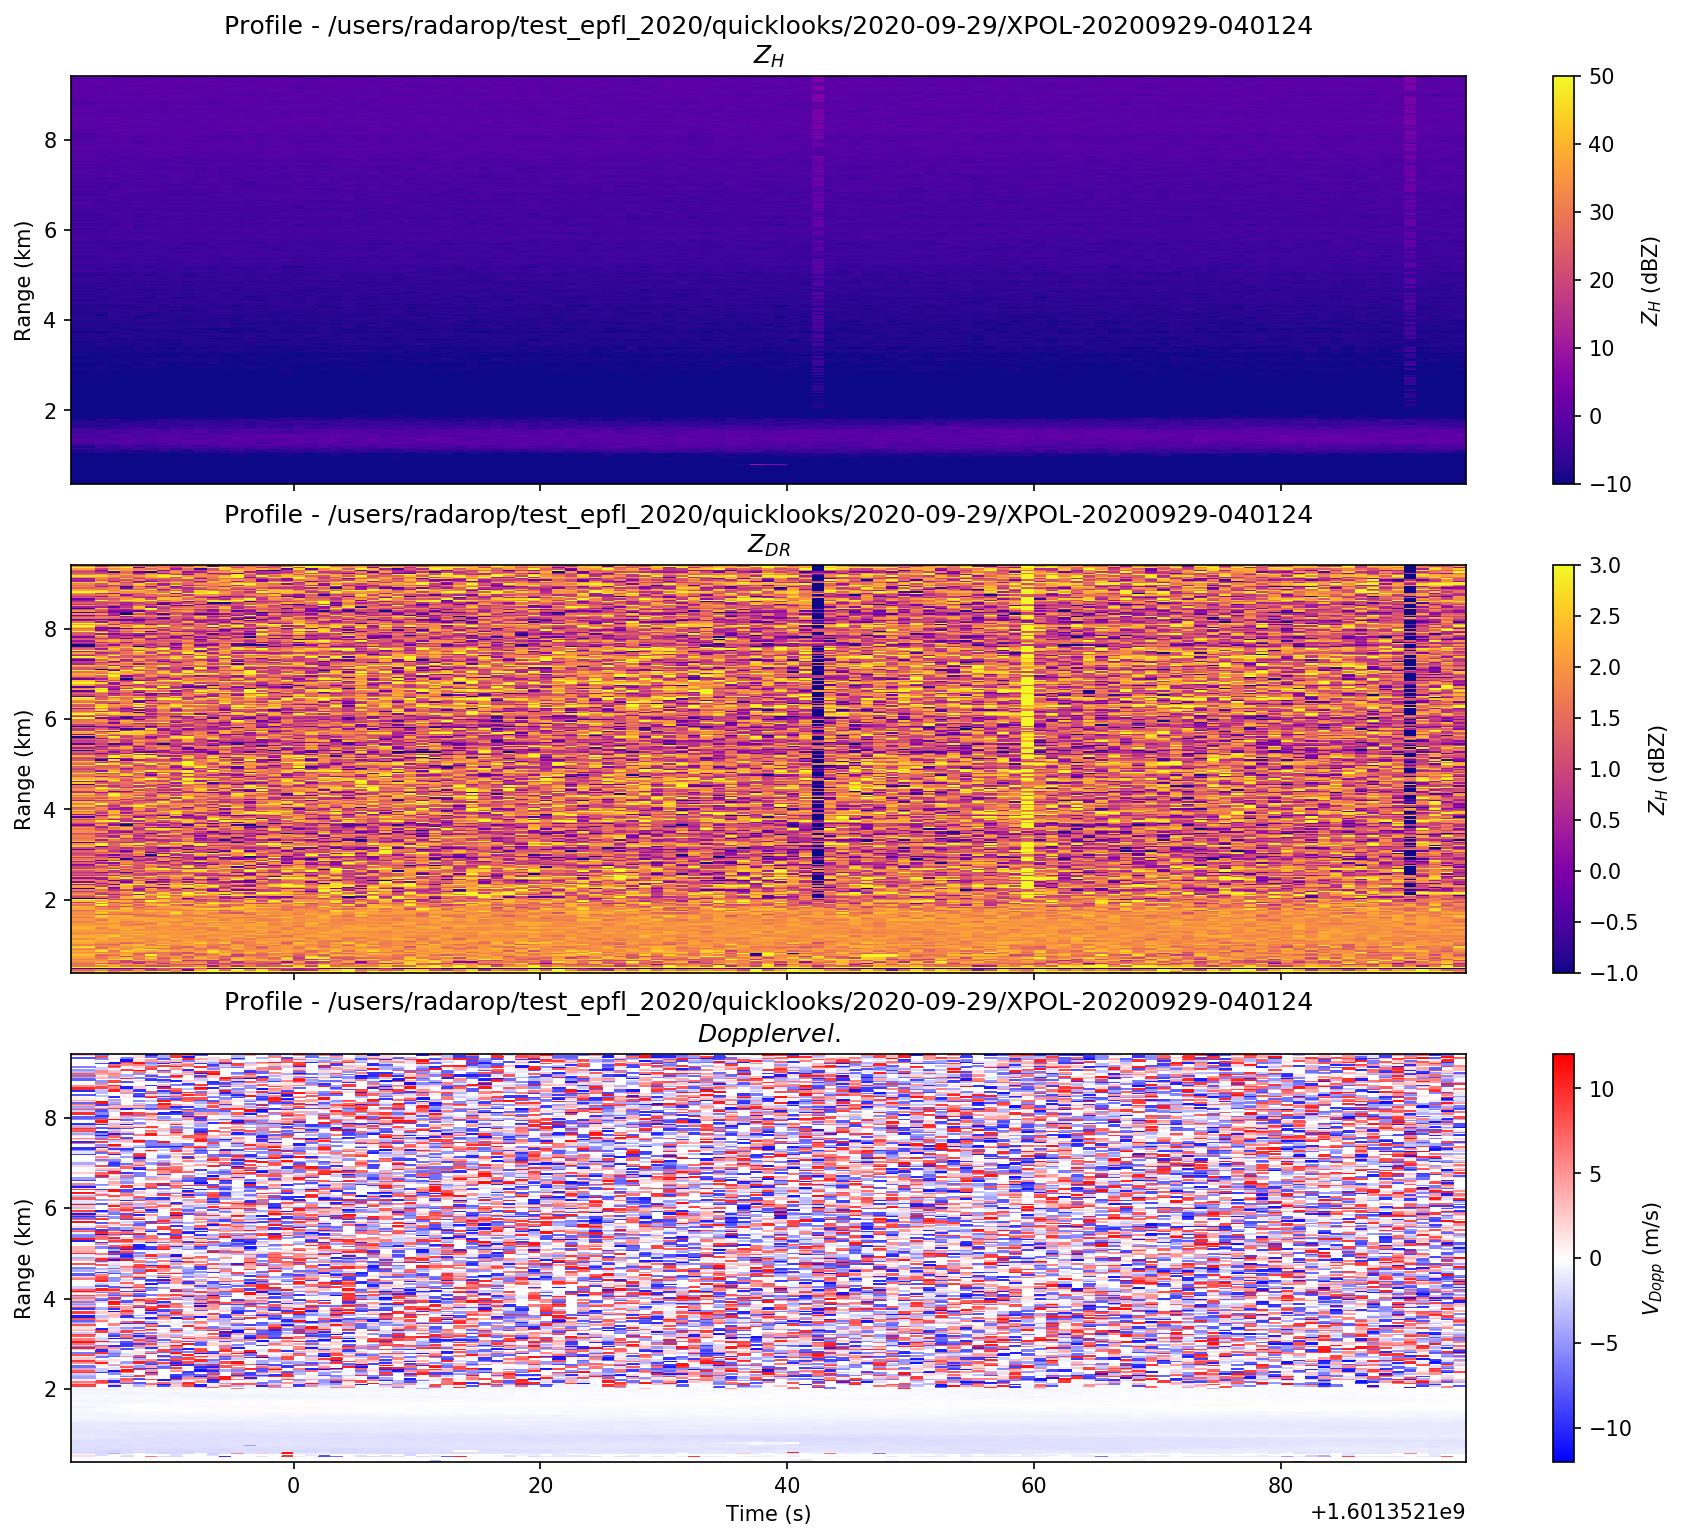 Profile - /users/radarop/test_epfl_2020/quicklooks/2020-09-29/XPOL-20200929-040124
Z_H
8
6
4
2
Range (km)
50
40
30
20
10
0
−10
Z_H (dBZ)
Profile - /users/radarop/test_epfl_2020/quicklooks/2020-09-29/XPOL-20200929-040124
Z_DR
8
6
4
2
Range (km)
3.0
2.5
2.0
1.5
1.0
0.5
0.0
−0.5
−1.0
Z_H (dBZ)
Profile - /users/radarop/test_epfl_2020/quicklooks/2020-09-29/XPOL-20200929-040124
Dopplervel.
8
6
4
2
Range (km)
0 20 40 60 80
Time (s)
+1.6013521e9
10
5
0
−5
−10
V_Dopp (m/s)